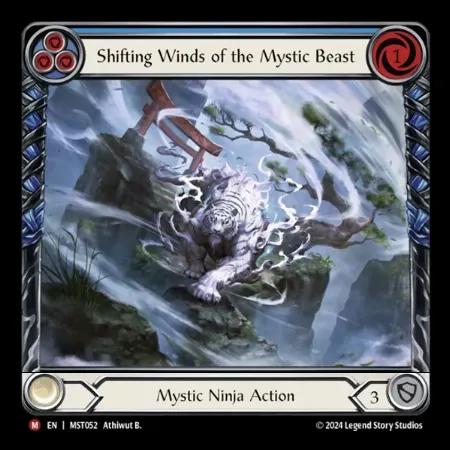 Shifting Winds of the Mystic Beast
1
Mystic Ninja Action
3
M EN | MST052 Athiwut B.
© 2024 Legend Story Studios